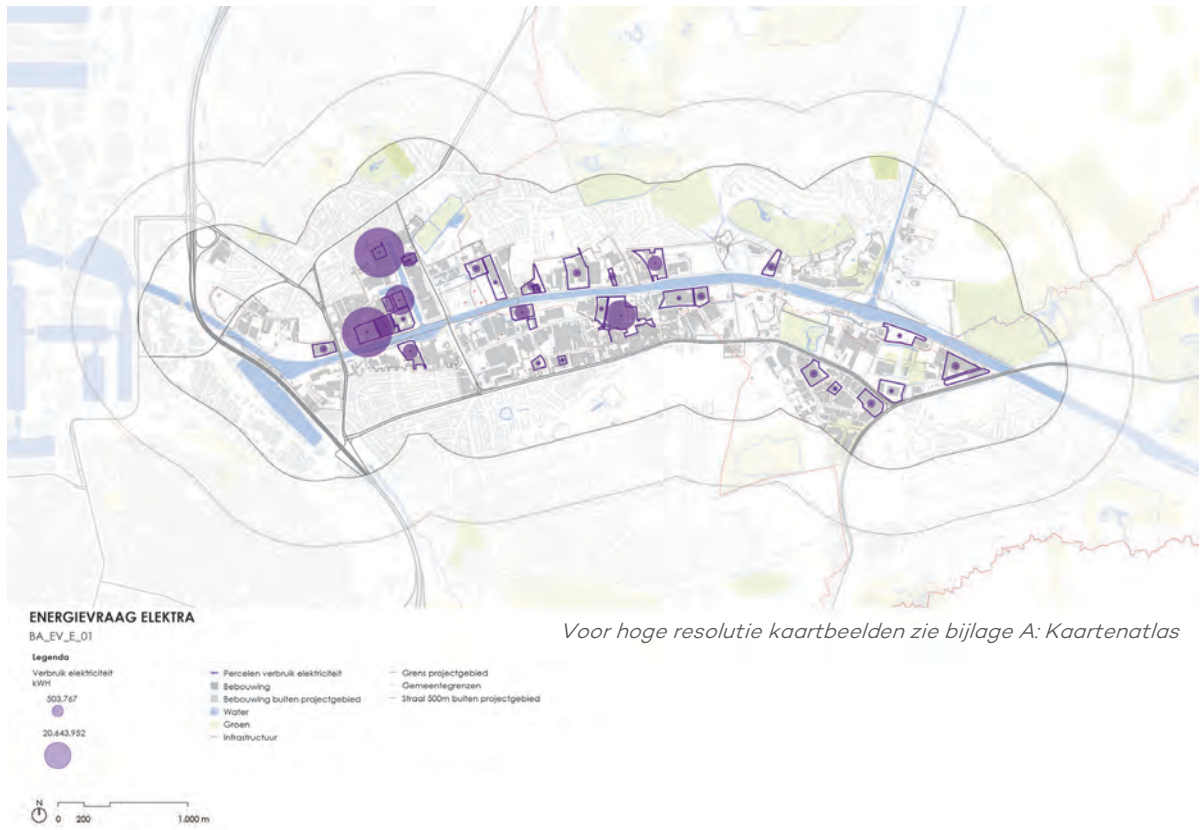 ENERGIEVRAAG ELEKTRA
BA_EV_E_01
Voor hoge resolutie kaartbeelden zie bijlage A: Kaartenatlas
Legenda
Verbruik elektriciteit
kWH
503.767
20.643.952
Percelen verbruik elektriciteit
Bebouwing
Bebouwing buiten projectgebied
Water
Groen
Infrastructuur
Grens projectgebied
Gemeentegrenzen
Straal 500m buiten projectgebied
N
0 200 1.000 m